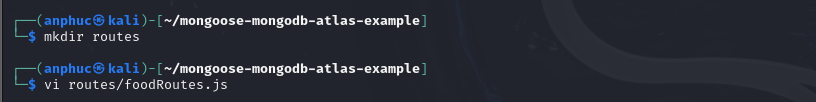 ┌──(anphuc㉿kali)-[~/mongoose-mongodb-atlas-example]
└─$ mkdir routes
┌──(anphuc㉿kali)-[~/mongoose-mongodb-atlas-example]
└─$ vi routes/foodRoutes.js